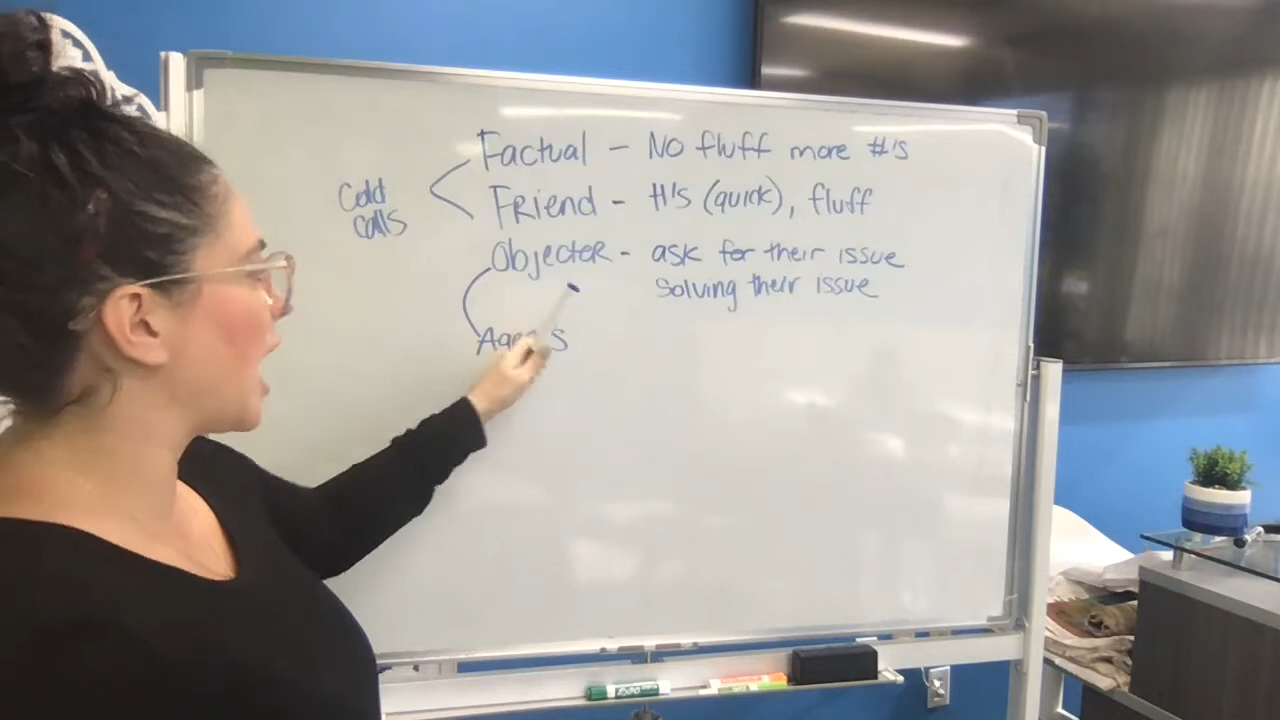 Cold
calls
Factual - No fluff more #'s
Friend - H's (quick), fluff
Objecter - ask for their issue
solving their issue